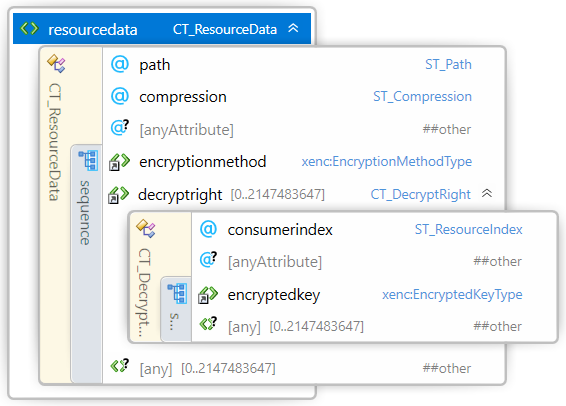 resourcedata CT_ResourceData
CT_ResourceData
path ST_Path
compression ST_Compression
[anyAttribute] ##other
sequence
encryptionmethod xenc:EncryptionMethodType
decryptright [0..2147483647] CT_DecryptRight
CT_Decrypt...
consumerindex ST_ResourceIndex
[anyAttribute] ##other
s...
encryptedkey xenc:EncryptedKeyType
[any] [0..2147483647] ##other
[any] [0..2147483647] ##other